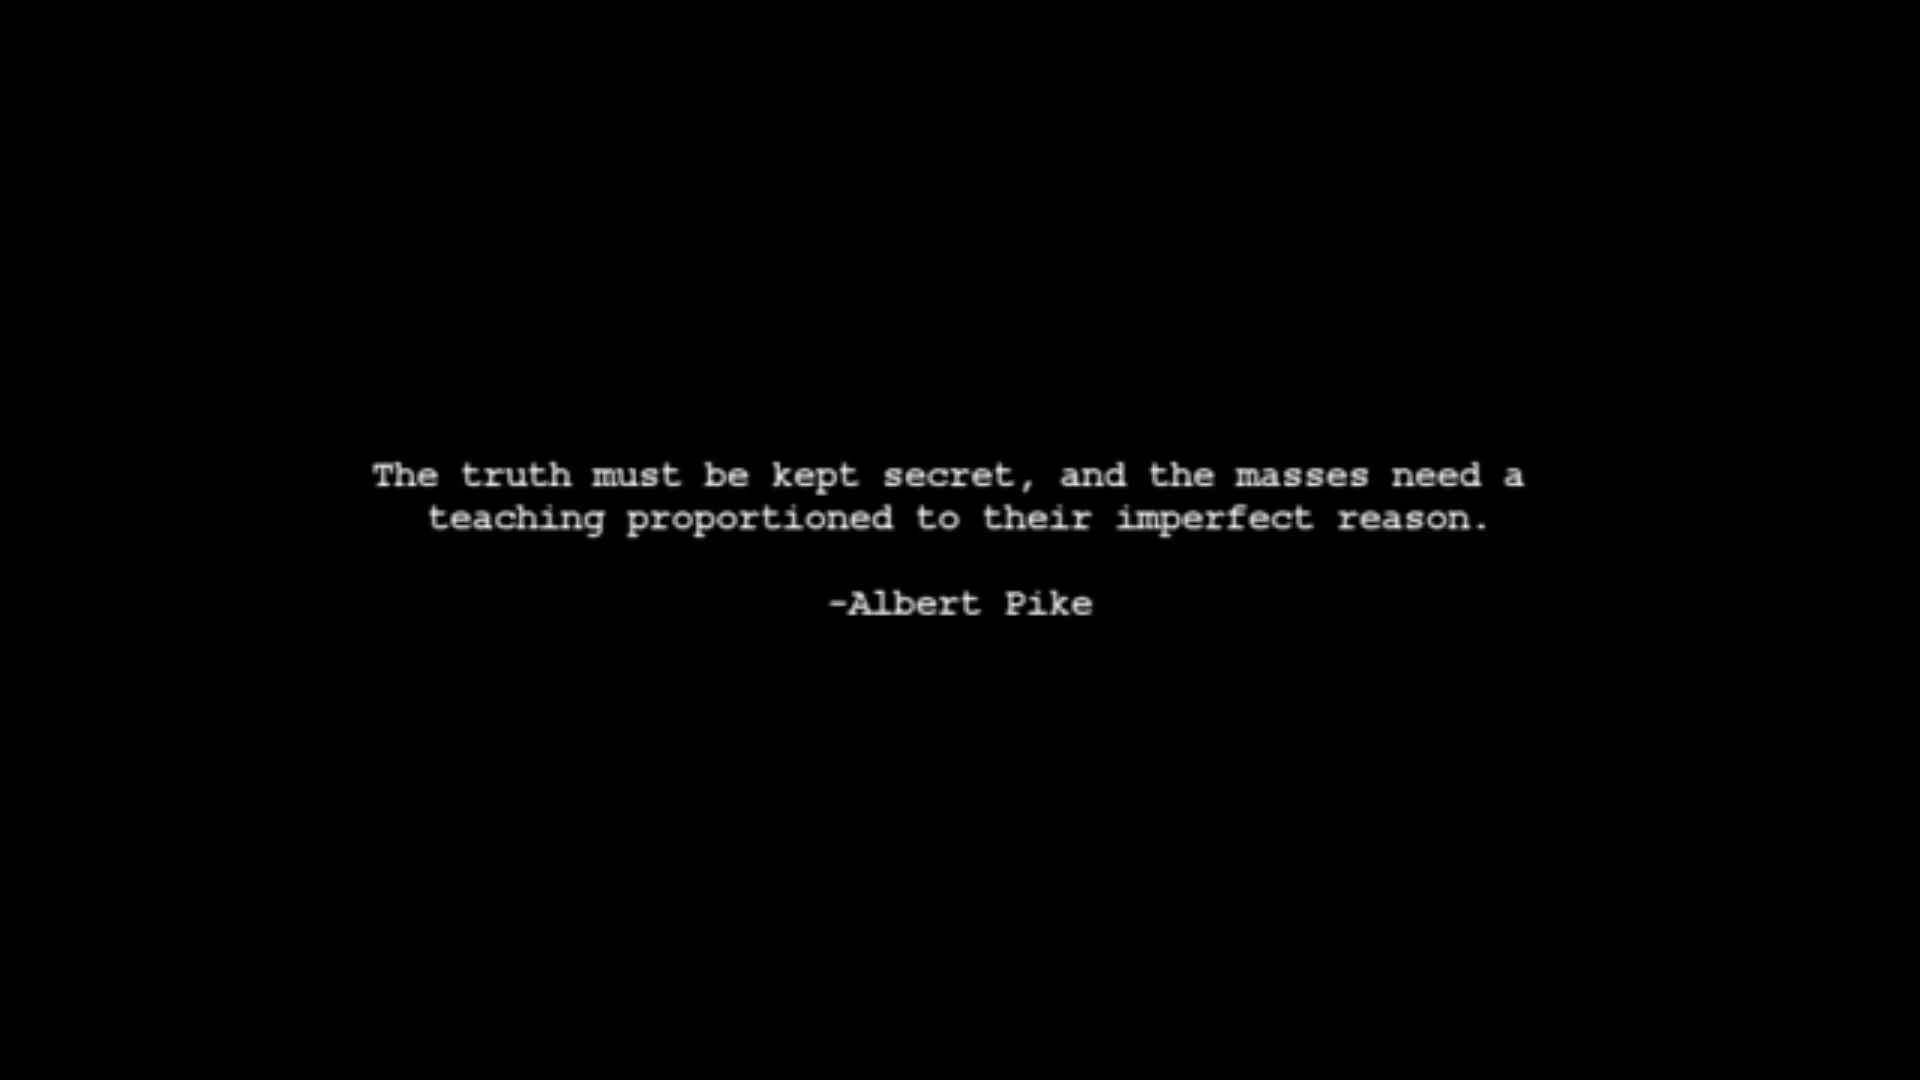 The truth must be kept secret, and the masses need a
teaching proportioned to their imperfect reason.
-Albert Pike